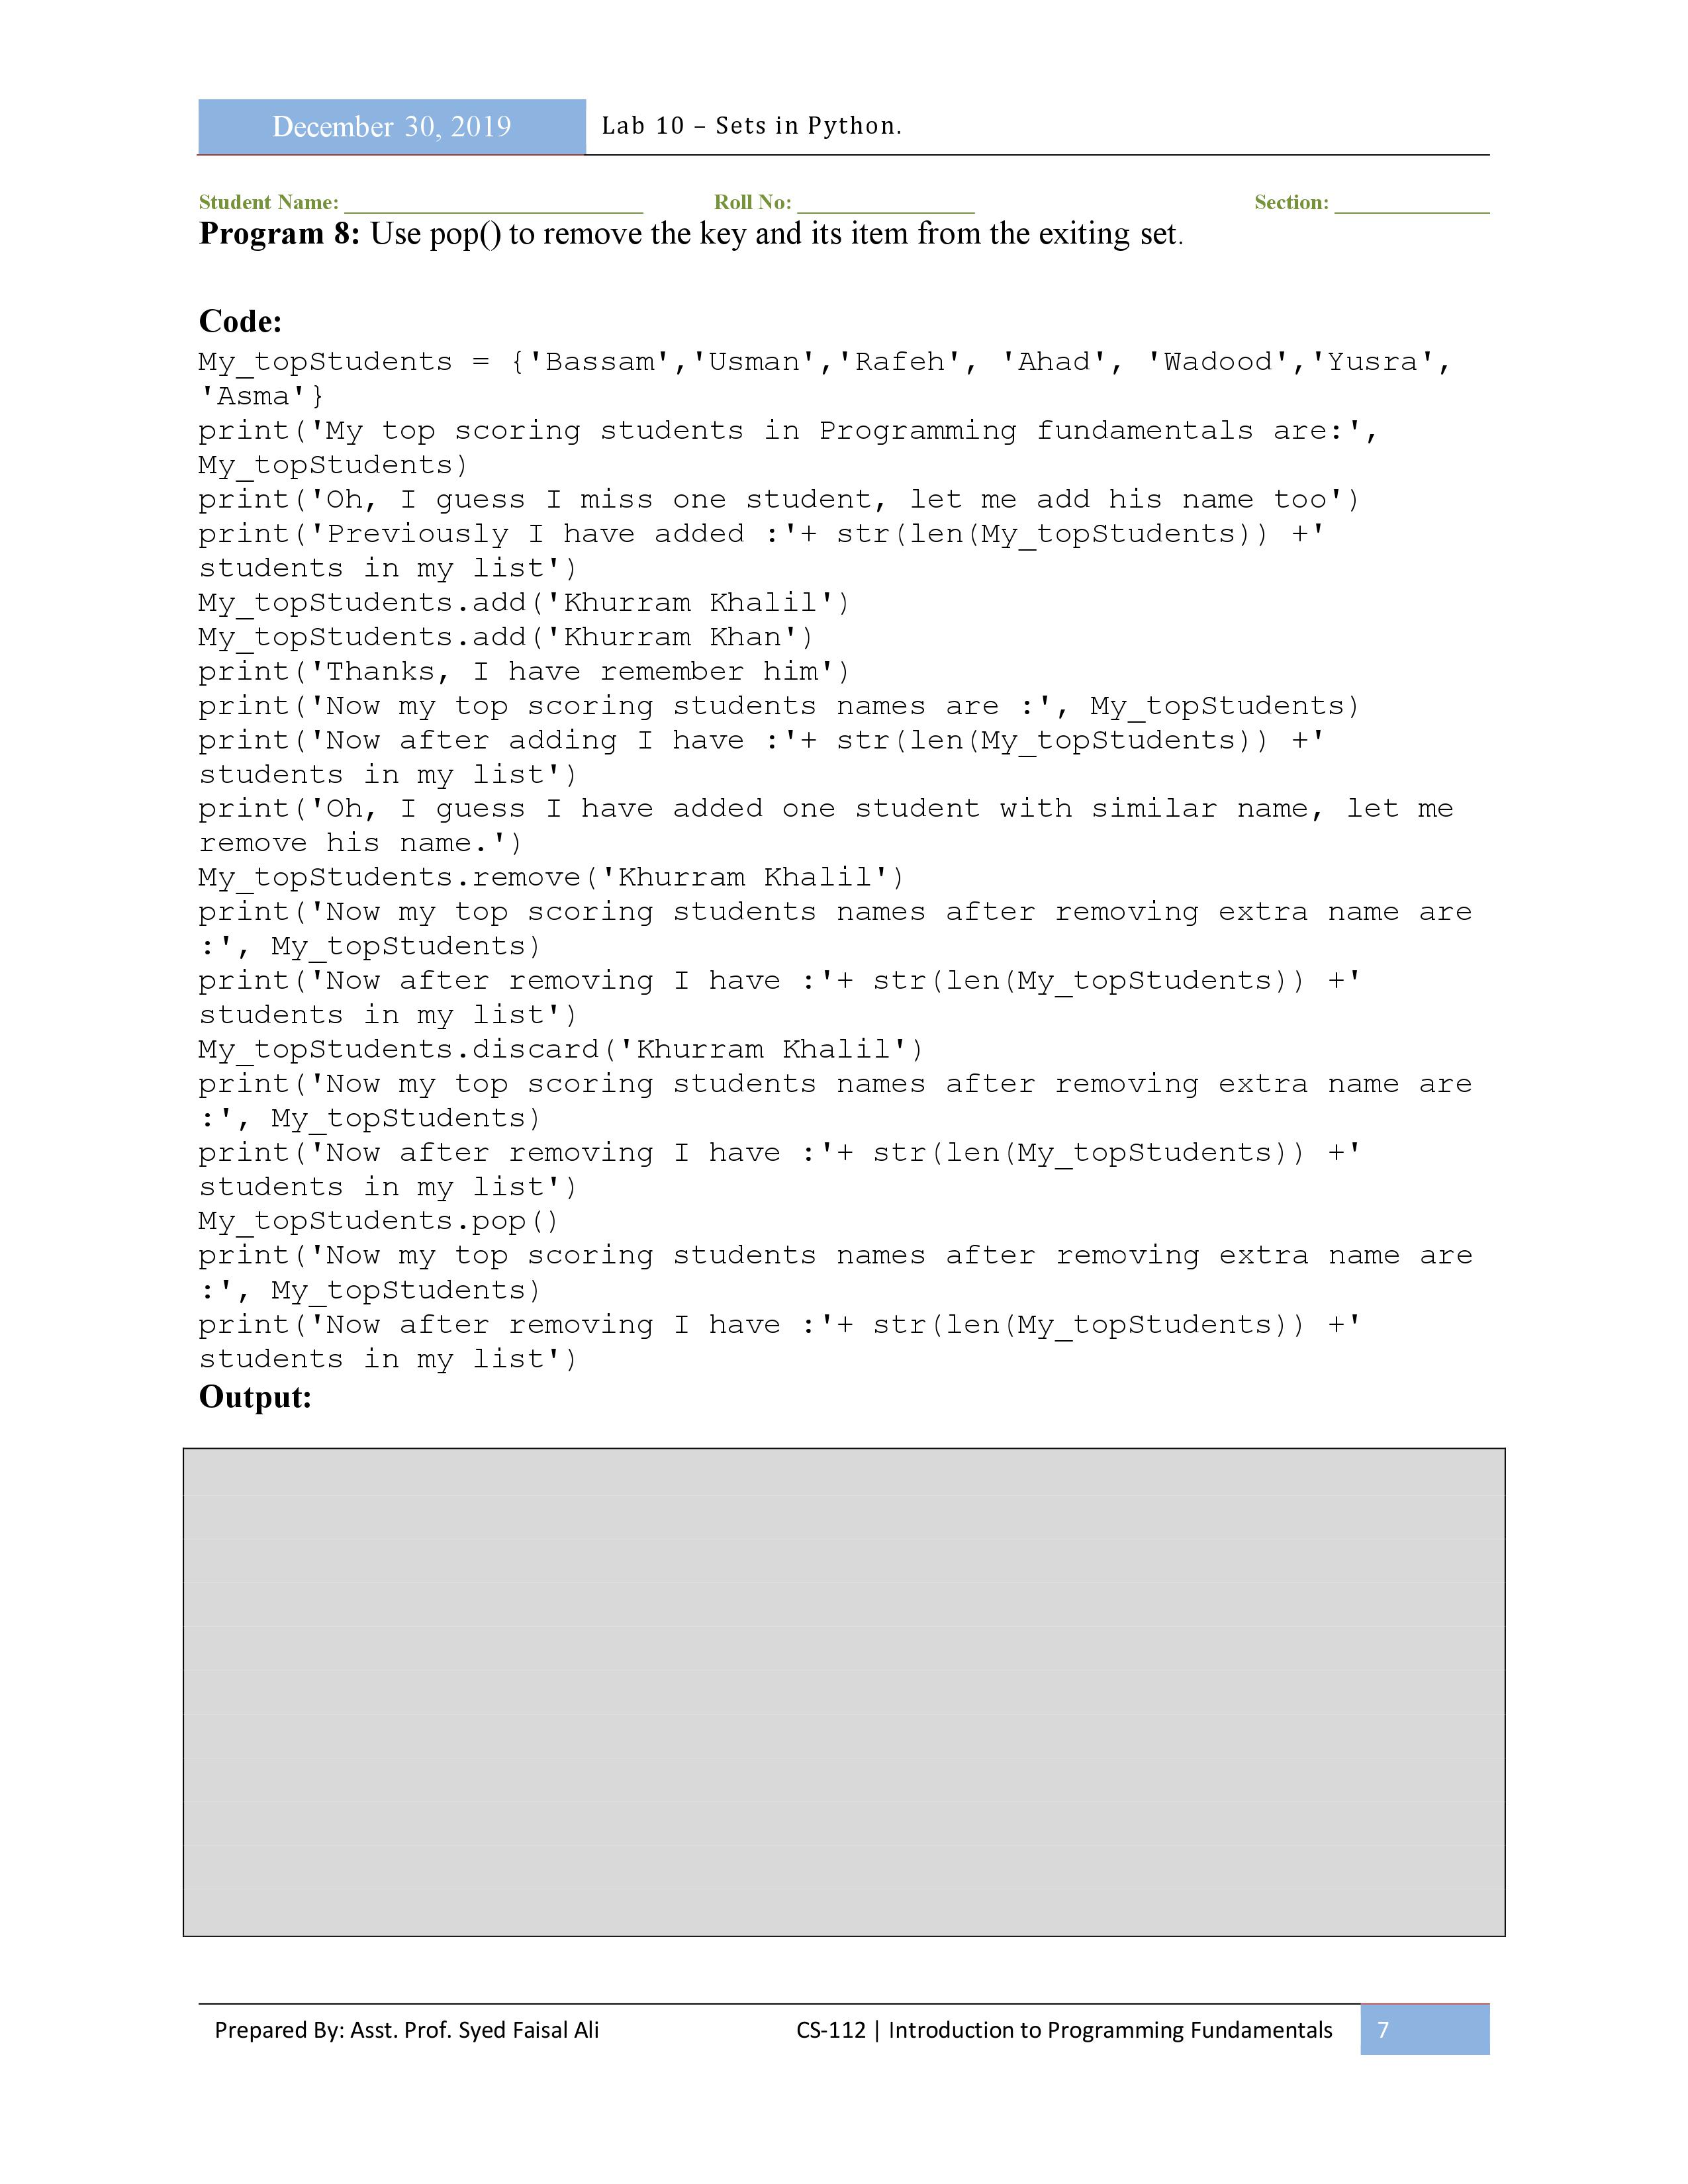 December 30, 2019
Lab 10 – Sets in Python.
Student Name: ___________________________ Roll No: ________________ Section: ______________
Program 8: Use pop() to remove the key and its item from the exiting set.
Code:
My_topStudents = {'Bassam','Usman','Rafeh', 'Ahad', 'Wadood','Yusra',
'Asma'}
print('My top scoring students in Programming fundamentals are:',
My_topStudents)
print('Oh, I guess I miss one student, let me add his name too')
print('Previously I have added :'+ str(len(My_topStudents)) +'
students in my list')
My_topStudents.add('Khurram Khalil')
My_topStudents.add('Khurram Khan')
print('Thanks, I have remember him')
print('Now my top scoring students names are :', My_topStudents)
print('Now after adding I have :'+ str(len(My_topStudents)) +'
students in my list')
print('Oh, I guess I have added one student with similar name, let me
remove his name.')
My_topStudents.remove('Khurram Khalil')
print('Now my top scoring students names after removing extra name are
:', My_topStudents)
print('Now after removing I have :'+ str(len(My_topStudents)) +'
students in my list')
My_topStudents.discard('Khurram Khalil')
print('Now my top scoring students names after removing extra name are
:', My_topStudents)
print('Now after removing I have :'+ str(len(My_topStudents)) +'
students in my list')
My_topStudents.pop()
print('Now my top scoring students names after removing extra name are
:', My_topStudents)
print('Now after removing I have :'+ str(len(My_topStudents)) +'
students in my list')
Output:
Prepared By: Asst. Prof. Syed Faisal Ali
CS-112 | Introduction to Programming Fundamentals
7